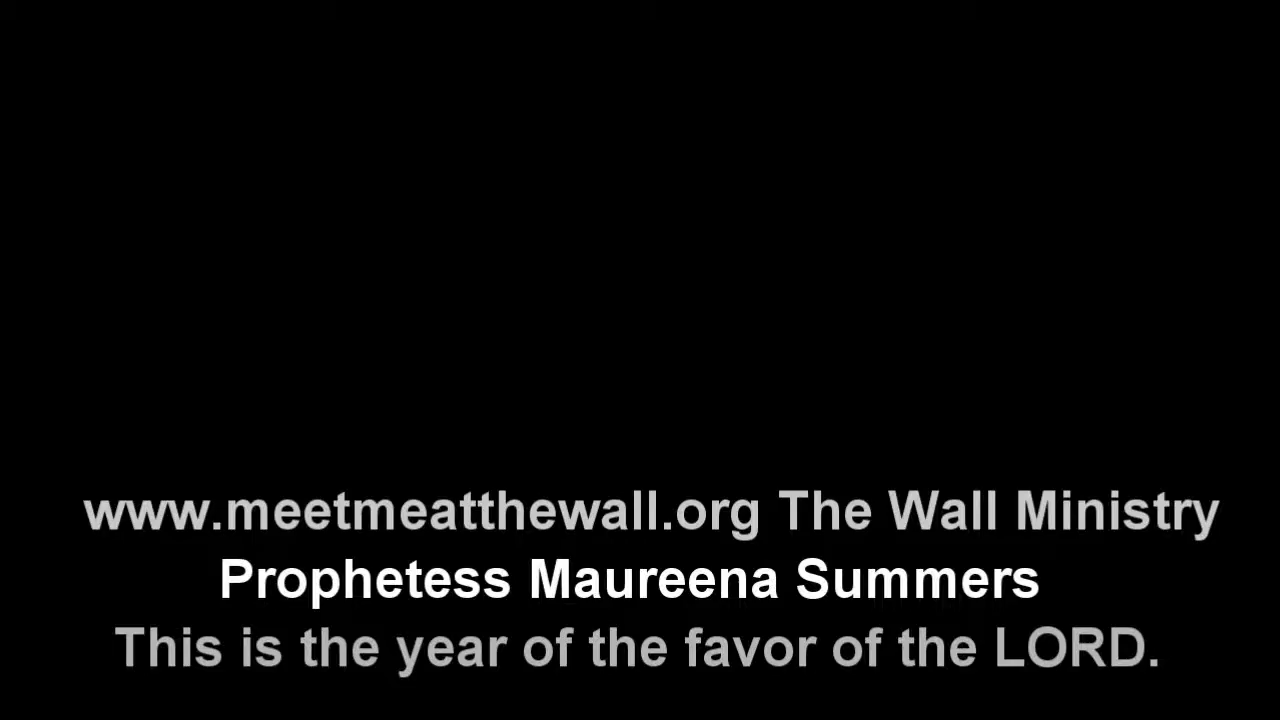 www.meetmeatthewall.org The Wall Ministry
Prophetess Maureena Summers
This is the year of the favor of the LORD.